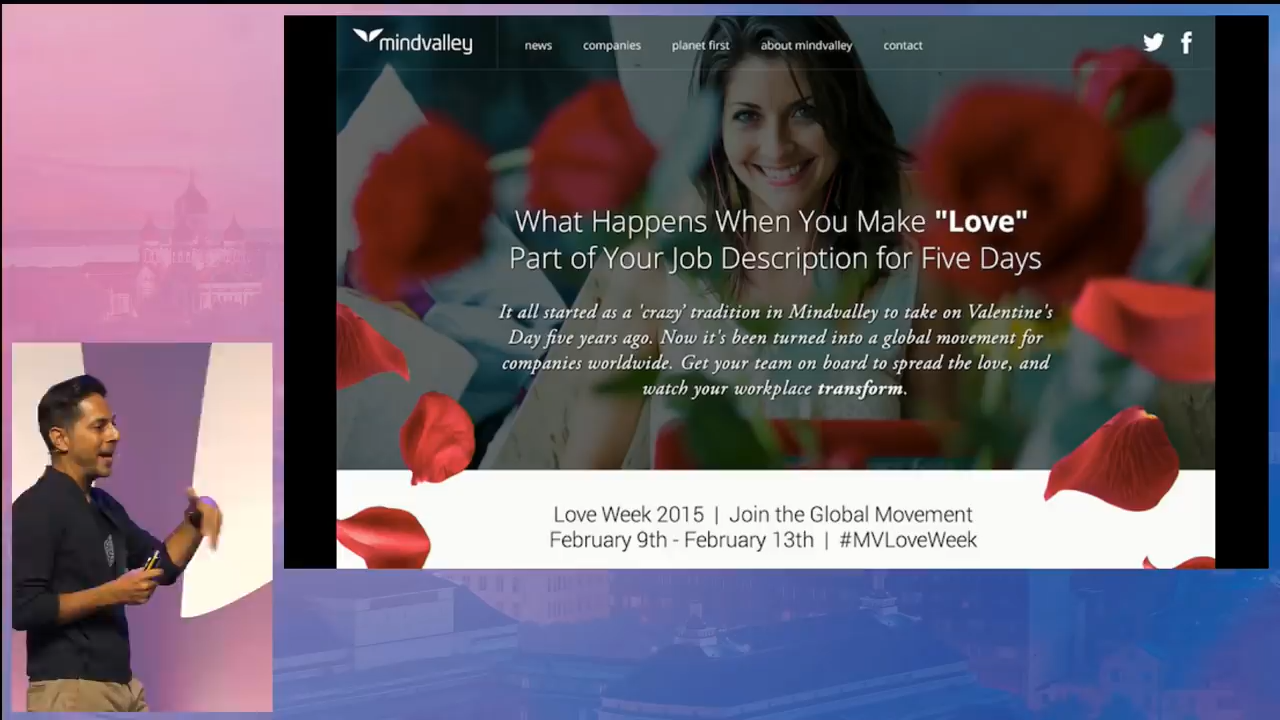 mindvalley
news
companies
planet first
about mindvalley
contact
What Happens When You Make "Love"
Part of Your Job Description for Five Days
It all started as a 'crazy' tradition in Mindvalley to take on Valentine's
Day five years ago. Now it's been turned into a global movement for
companies worldwide. Get your team on board to spread the love, and
watch your workplace transform.
Love Week 2015 | Join the Global Movement
February 9th - February 13th | #MVLoveWeek